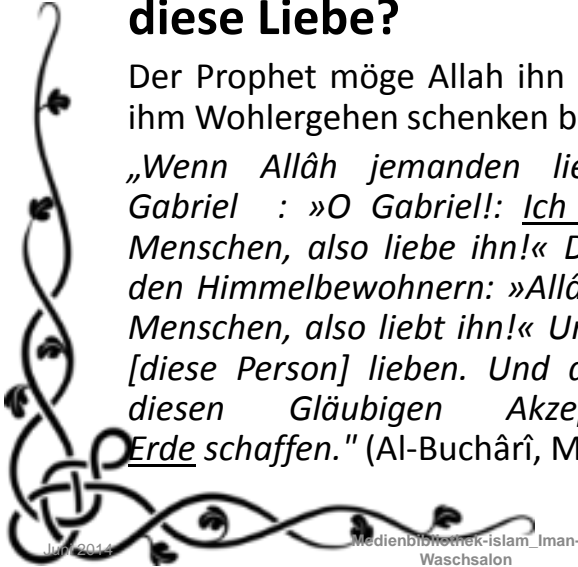 diese Liebe?
Der Prophet möge Allah ihn
ihm Wohlergehen schenken b
„Wenn Allâh jemanden lie
Gabriel : »O Gabriel!: Ich
Menschen, also liebe ihn!« D
den Himmelbewohnern: »Allâ
Menschen, also liebt ihn!« Un
[diese Person] lieben. Und d
diesen Gläubigen Akze
Erde schaffen." (Al-Buchârî, M
Juni 2014
Medienbibliothek-islam_Iman-
Waschsalon